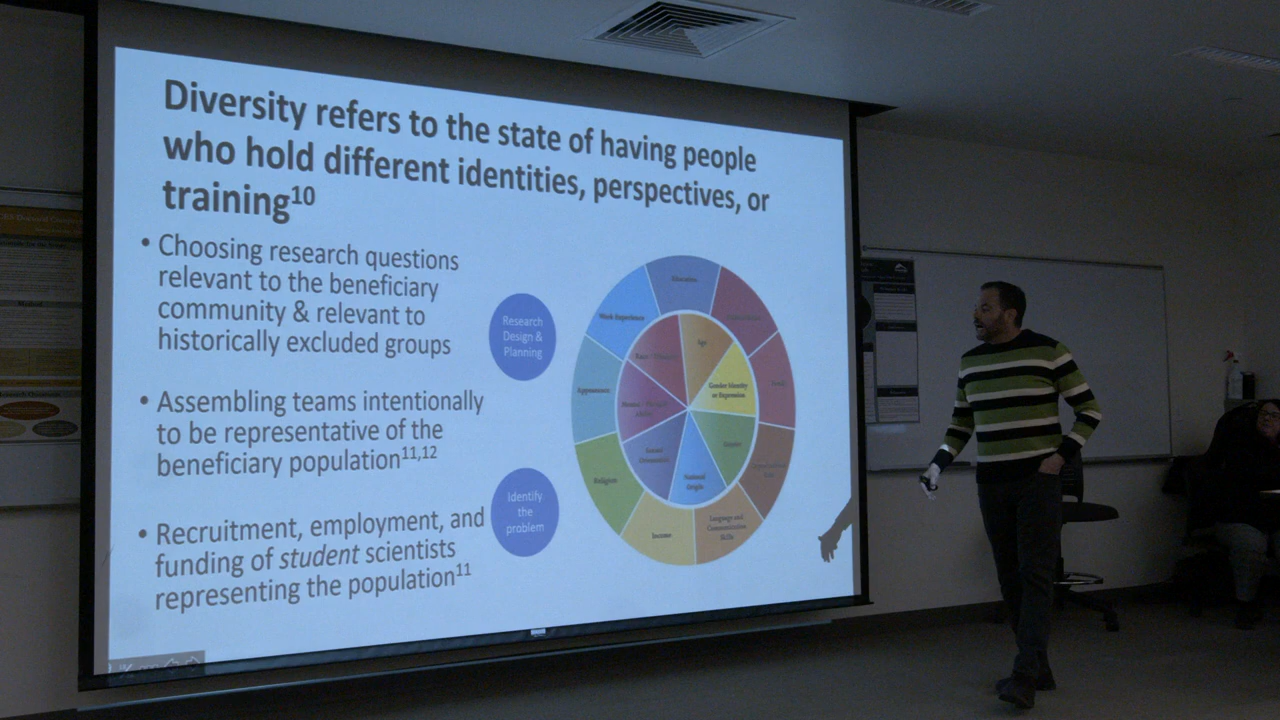 Diversity refers to the state of having people
who hold different identities, perspectives, or
training10
• Choosing research questions
relevant to the beneficiary
community & relevant to
historically excluded groups
• Assembling teams intentionally
to be representative of the
beneficiary population11,12
• Recruitment, employment, and
funding of student scientists
representing the population11
Research
Design &
Planning
Identify
the
problem
Education
Work Experience
Appearance
Religion
Income
Language and
Communication
Skills
Family
Age
Gender Identity
or Expression
National
Origin
Sexual
Orientation